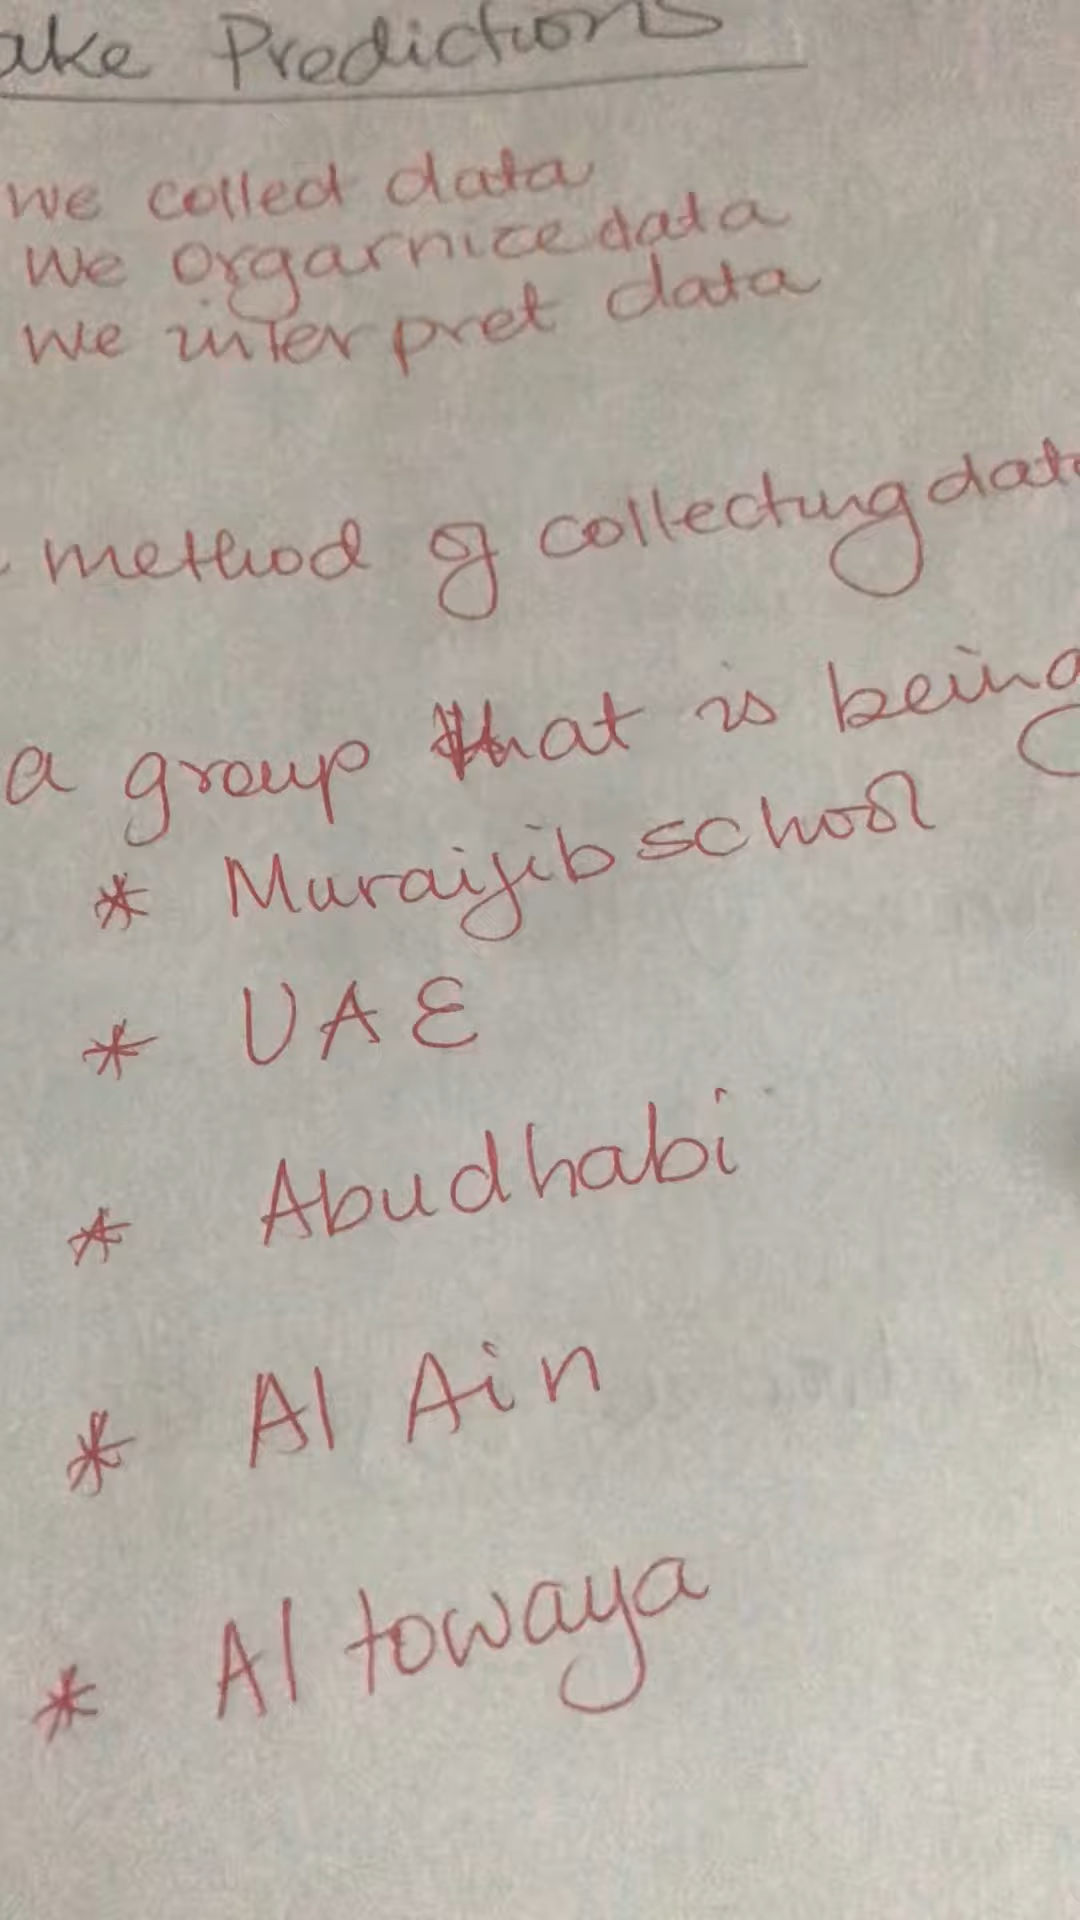 ake Predictions
we colled data
We orgarnice data
We interpret data
method of collecting dat
a group that is being
* Muraijib school
* UAE
* Abudhabi
* Al Ain
* Al towaya